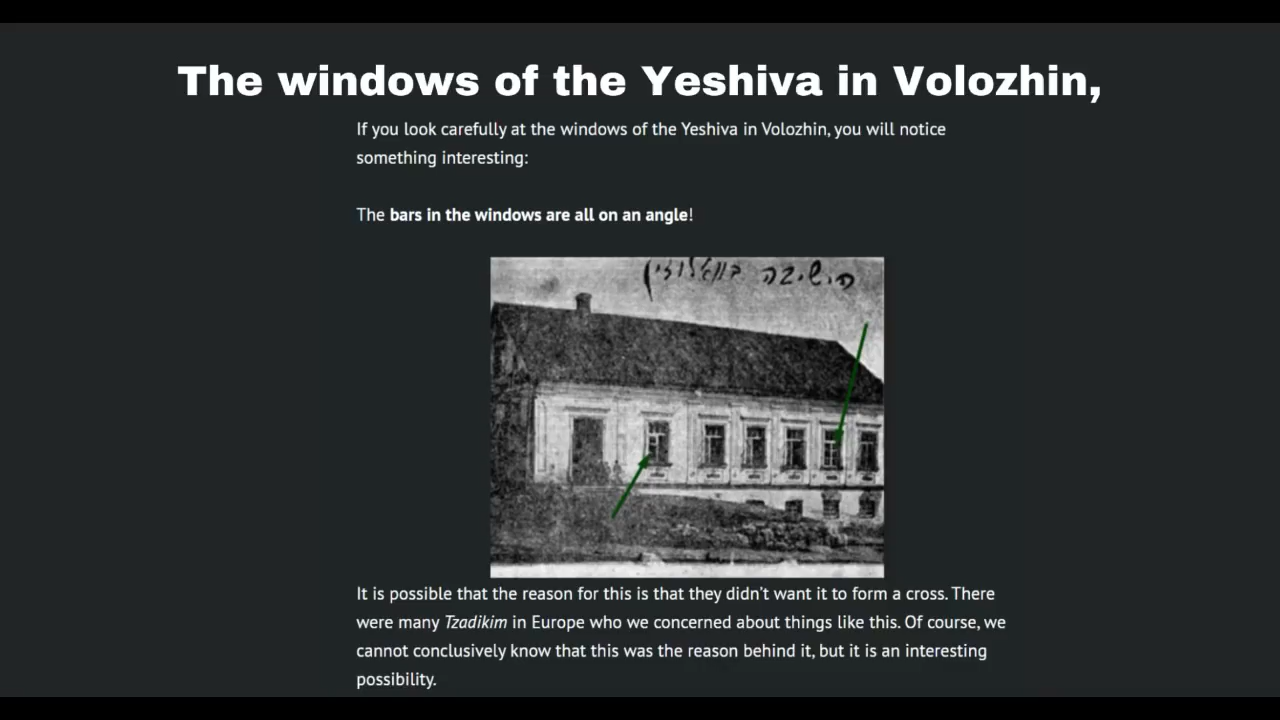 The windows of the Yeshiva in Volozhin,
If you look carefully at the windows of the Yeshiva in Volozhin, you will notice
something interesting:
The bars in the windows are all on an angle!
הישיבה בוואלוזין
It is possible that the reason for this is that they didn’t want it to form a cross. There
were many Tzadikim in Europe who we concerned about things like this. Of course, we
cannot conclusively know that this was the reason behind it, but it is an interesting
possibility.